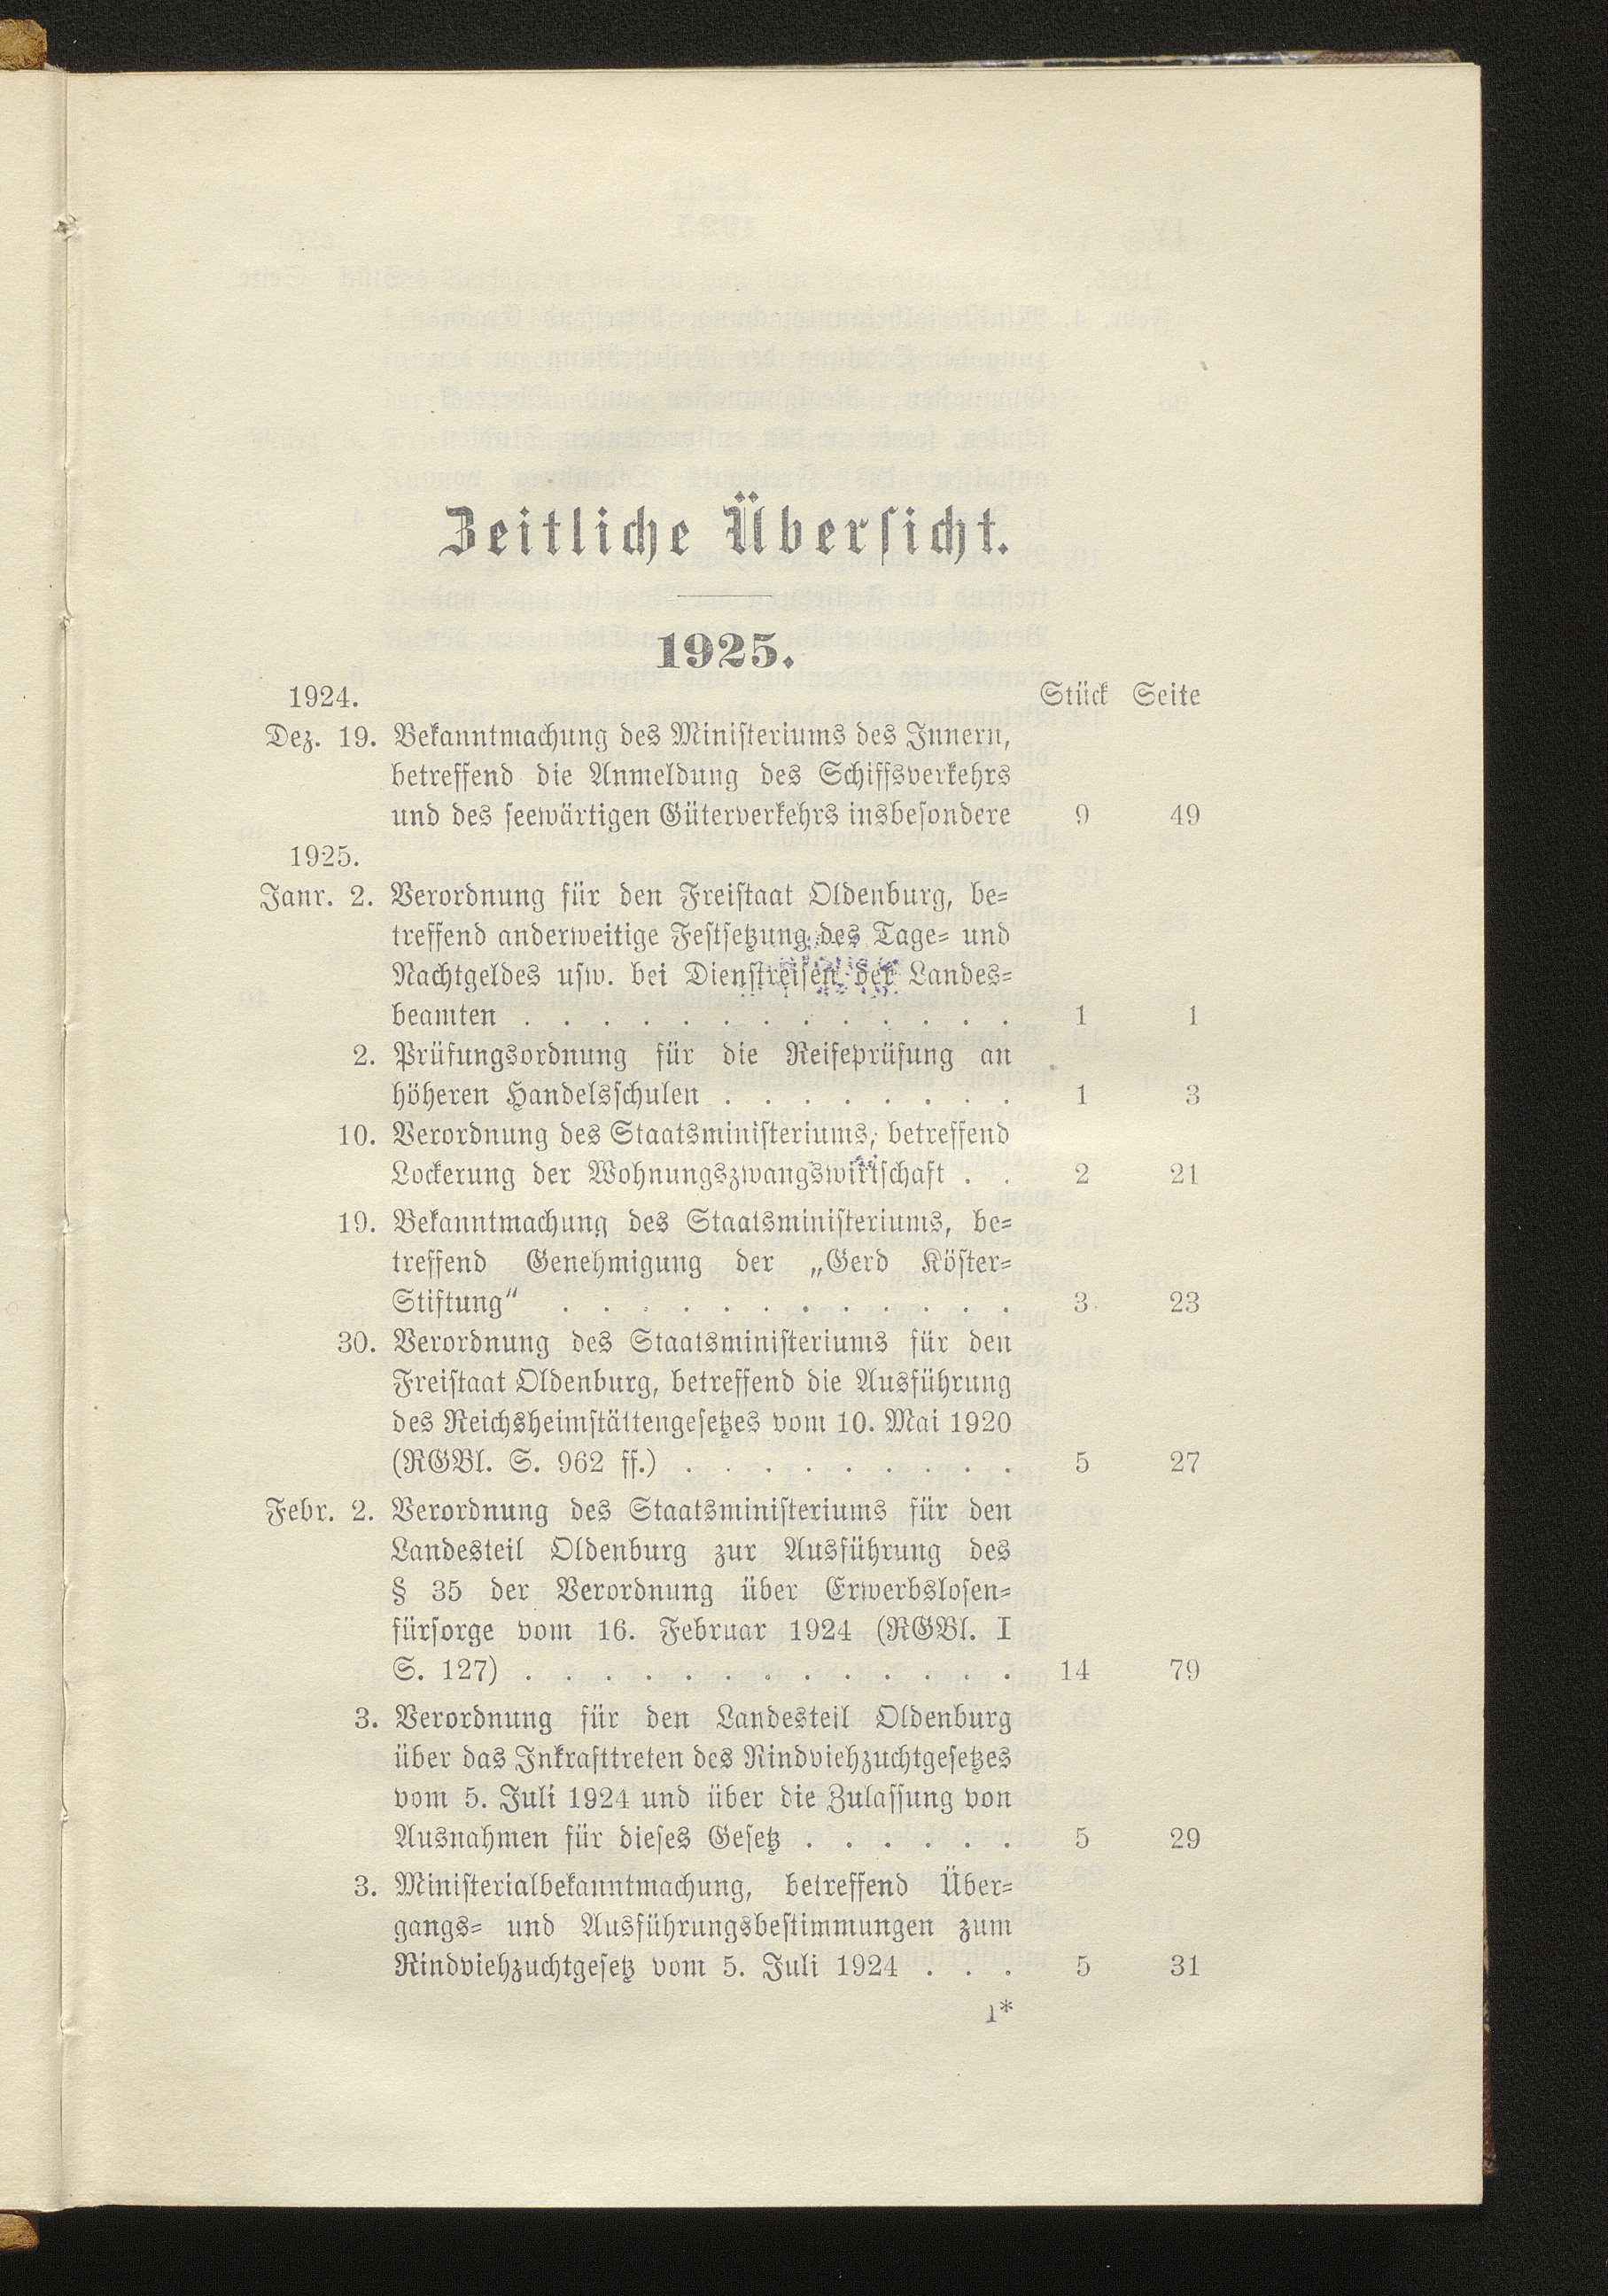 Zeitliche Übersicht.
1925.
1924. Stück Seite
Dez. 19. Bekanntmachung des Ministeriums des Innern,
betreffend die Anmeldung des Schiffsverkehrs
und des seewärtigen Güterverkehrs insbesondere 9 49
1925.
Janr. 2. Verordnung für den Freistaat Oldenburg, be-
treffend anderweitige Festsetzung des Tage- und
Nachtgeldes usw. bei Dienstreisen der Landes-
beamten . . . . . . . . . . . . . 1 1
2. Prüfungsordnung für die Reifeprüfung an
höheren Handelsschulen . . . . . . . . 1 3
10. Verordnung des Staatsministeriums, betreffend
Lockerung der Wohnungszwangswirtschaft . . 2 21
19. Bekanntmachung des Staatsministeriums, be-
treffend Genehmigung der „Gerd Köster-
Stiftung“ . . . . . . . . . . . . 3 23
30. Verordnung des Staatsministeriums für den
Freistaat Oldenburg, betreffend die Ausführung
des Reichsheimstättengesetzes vom 10. Mai 1920
(RGBl. S. 962 ff.) . . . . . . . . . 5 27
Febr. 2. Verordnung des Staatsministeriums für den
Landesteil Oldenburg zur Ausführung des
§ 35 der Verordnung über Erwerbslosen-
fürsorge vom 16. Februar 1924 (RGBl. I
S. 127) . . . . . . . . . . . . . 14 79
3. Verordnung für den Landesteil Oldenburg
über das Inkrafttreten des Rindviehzuchtgesetzes
vom 5. Juli 1924 und über die Zulassung von
Ausnahmen für dieses Gesetz . . . . . . 5 29
3. Ministerialbekanntmachung, betreffend Über-
gangs- und Ausführungsbestimmungen zum
Rindviehzuchtgesetz vom 5. Juli 1924 . . . 5 31
1*